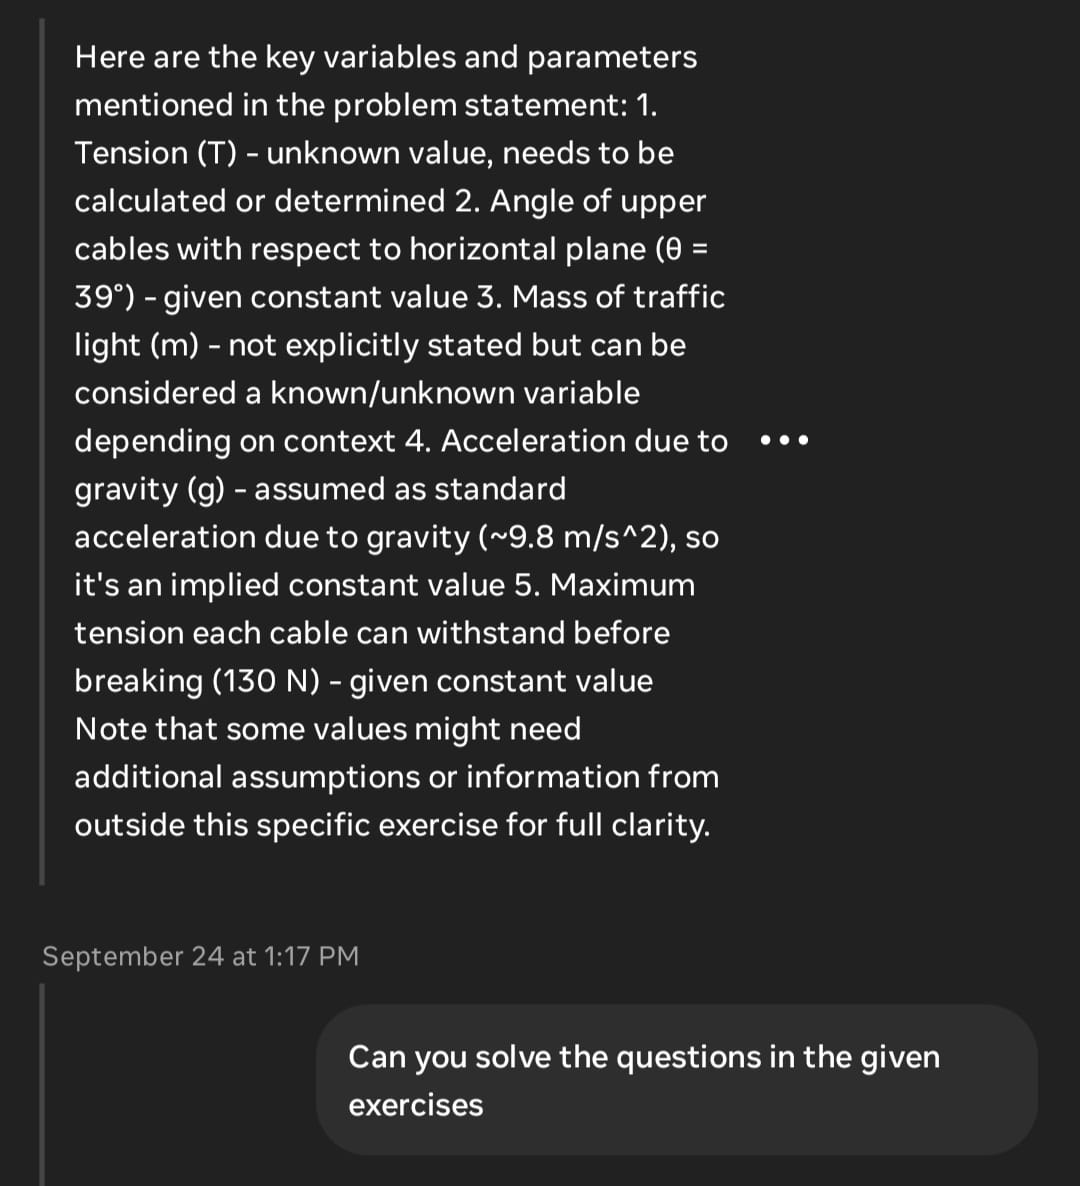 Here are the key variables and parameters
mentioned in the problem statement: 1.
Tension (T) - unknown value, needs to be
calculated or determined 2. Angle of upper
cables with respect to horizontal plane (θ =
39°) - given constant value 3. Mass of traffic
light (m) - not explicitly stated but can be
considered a known/unknown variable
depending on context 4. Acceleration due to
gravity (g) - assumed as standard
acceleration due to gravity (~9.8 m/s^2), so
it's an implied constant value 5. Maximum
tension each cable can withstand before
breaking (130 N) - given constant value
Note that some values might need
additional assumptions or information from
outside this specific exercise for full clarity.
September 24 at 1:17 PM
Can you solve the questions in the given
exercises